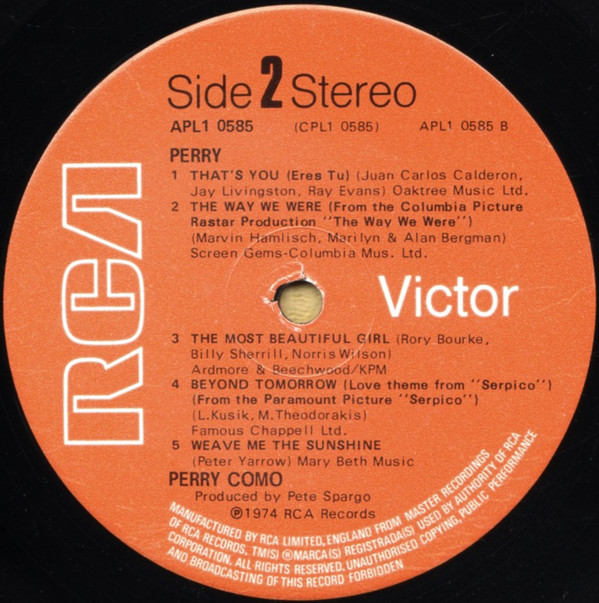 Side 2 Stereo
APL1 0585 (CPL1 0585) APL1 0585 B
PERRY
1 THAT'S YOU (Eres Tu) (Juan Carlos Calderon,
Jay Livingston, Ray Evans) Oaktree Music Ltd.
2 THE WAY WE WERE (From the Columbia Picture
Rastar Production "The Way We Were")
(Marvin Hamlisch, Marilyn & Alan Bergman)
Screen Gems-Columbia Mus. Ltd.
RCA
Victor
3 THE MOST BEAUTIFUL GIRL (Rory Bourke,
Billy Sherrill, Norris Wilson)
Ardmore & Beechwood/KPM
4 BEYOND TOMORROW (Love theme from "Serpico")
(From the Paramount Picture "Serpico")
(L.Kusik, M.Theodorakis)
Famous Chappell Ltd.
5 WEAVE ME THE SUNSHINE
(Peter Yarrow) Mary Beth Music
PERRY COMO
Produced by Pete Spargo
℗1974 RCA Records
MANUFACTURED BY RCA LIMITED, ENGLAND FROM MASTER RECORDINGS
OF RCA RECORDS, TM(S) ® MARCA(S) REGISTRADA(S) USED BY AUTHORITY OF RCA
CORPORATION. ALL RIGHTS RESERVED. UNAUTHORISED COPYING, PUBLIC PERFORMANCE
AND BROADCASTING OF THIS RECORD FORBIDDEN